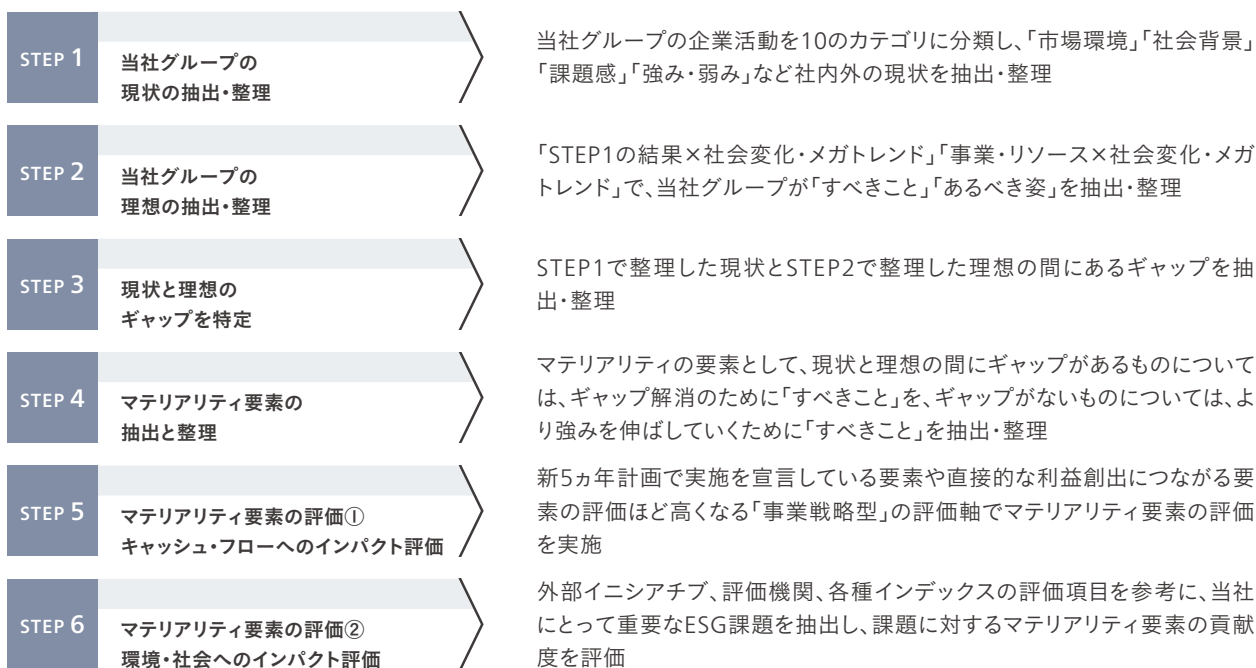 STEP 1
当社グループの
現状の抽出・整理
当社グループの企業活動を10のカテゴリに分類し、「市場環境」「社会背景」
「課題感」「強み・弱み」など社内外の現状を抽出・整理
STEP 2
当社グループの
理想の抽出・整理
「STEP1の結果×社会変化・メガトレンド」「事業・リソース×社会変化・メガ
トレンド」で、当社グループが「すべきこと」「あるべき姿」を抽出・整理
STEP 3
現状と理想の
ギャップを特定
STEP1で整理した現状とSTEP2で整理した理想の間にあるギャップを抽
出・整理
STEP 4
マテリアリティ要素の
抽出と整理
マテリアリティの要素として、現状と理想の間にギャップがあるものについて
は、ギャップ解消のために「すべきこと」を、ギャップがないものについては、よ
り強みを伸ばしていくために「すべきこと」を抽出・整理
STEP 5
マテリアリティ要素の評価①
キャッシュ・フローへのインパクト評価
新5ヵ年計画で実施を宣言している要素や直接的な利益創出につながる要
素の評価ほど高くなる「事業戦略型」の評価軸でマテリアリティ要素の評価
を実施
STEP 6
マテリアリティ要素の評価②
環境・社会へのインパクト評価
外部イニシアチブ、評価機関、各種インデックスの評価項目を参考に、当社
にとって重要なESG課題を抽出し、課題に対するマテリアリティ要素の貢献
度を評価